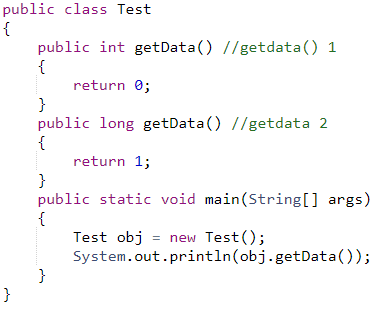 public class Test
{
    public int getData() //getdata() 1
    {
        return 0;
    }
    public long getData() //getdata 2
    {
        return 1;
    }
    public static void main(String[] args)
    {
        Test obj = new Test();
        System.out.println(obj.getData());
    }
}